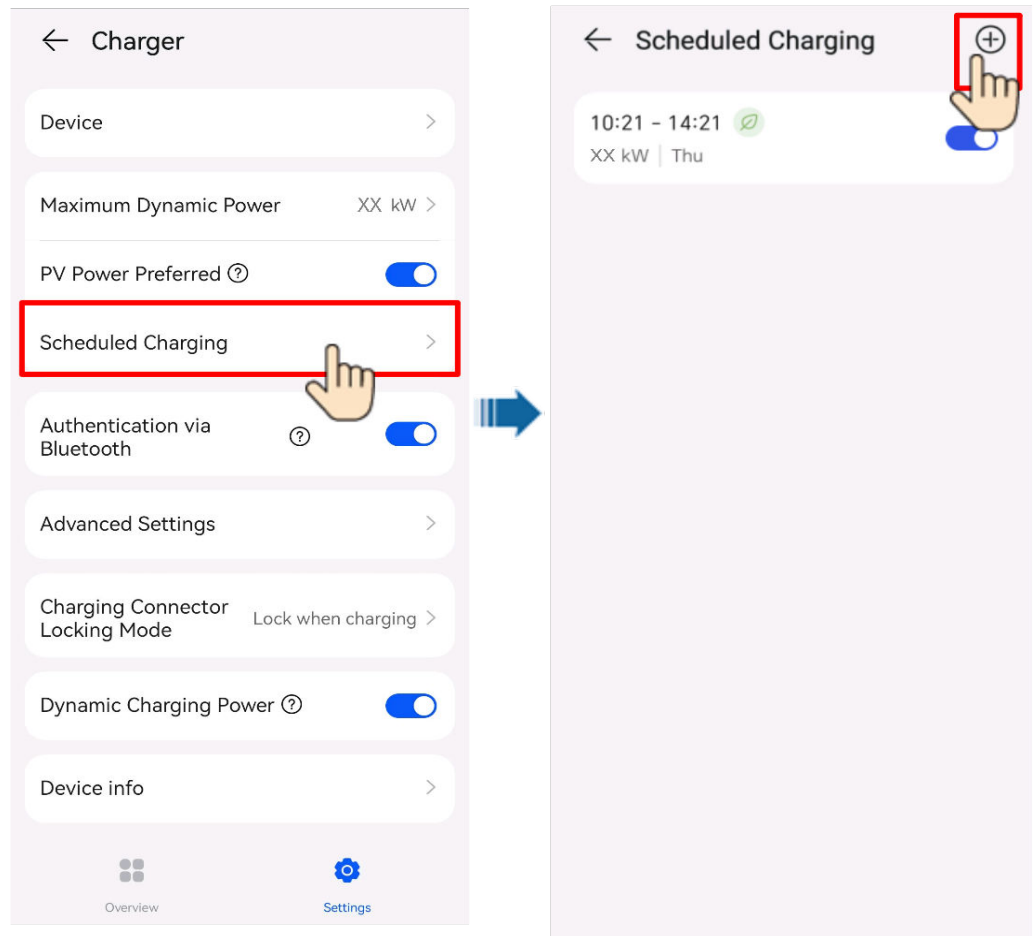 Charger
Device
Maximum Dynamic Power XX kW
PV Power Preferred
Scheduled Charging
Authentication via
Bluetooth
Advanced Settings
Charging Connector
Locking Mode
Lock when charging
Dynamic Charging Power
Device info
Overview
Settings
Scheduled Charging
10:21 - 14:21
XX kW | Thu